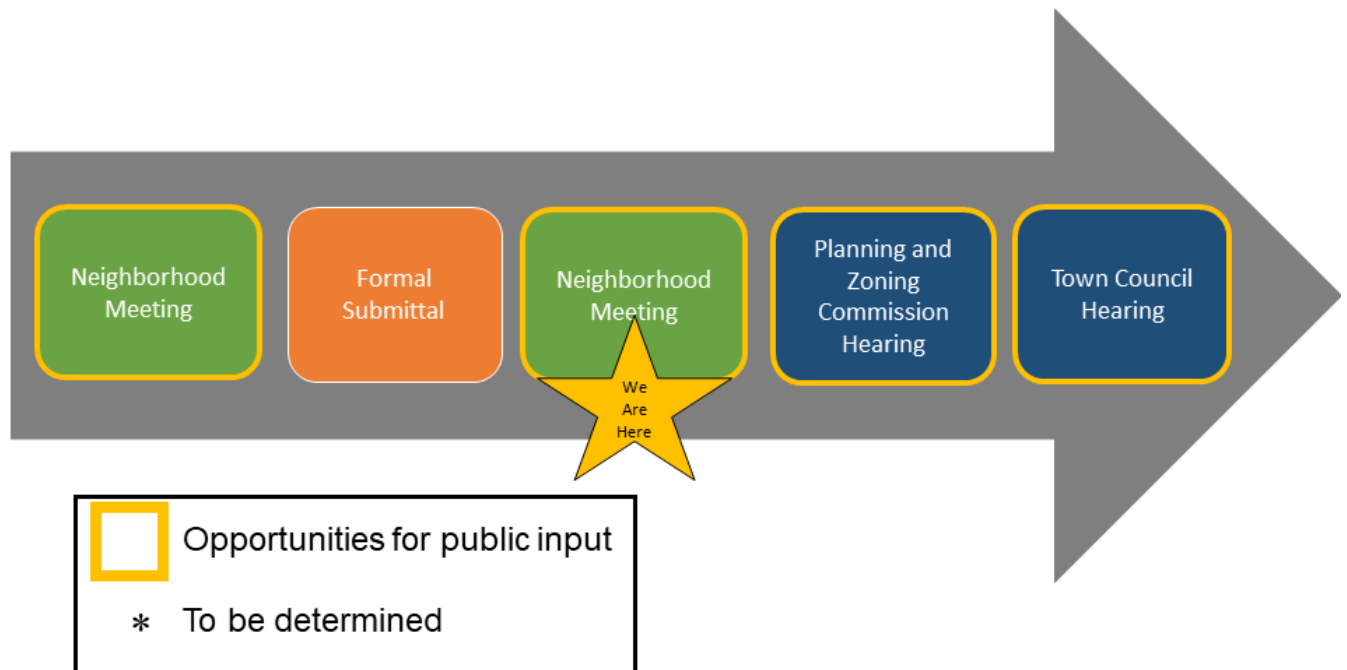 Neighborhood
Meeting
Formal
Submittal
Neighborhood
Meeting
Planning and
Zoning
Commission
Hearing
Town Council
Hearing
We
Are
Here
Opportunities for public input
* To be determined